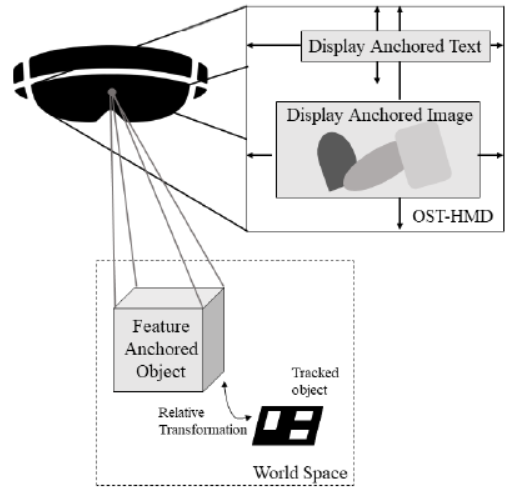 Display Anchored Text
Display Anchored Image
OST-HMD
Feature
Anchored
Object
Tracked
object
Relative
Transformation
World Space